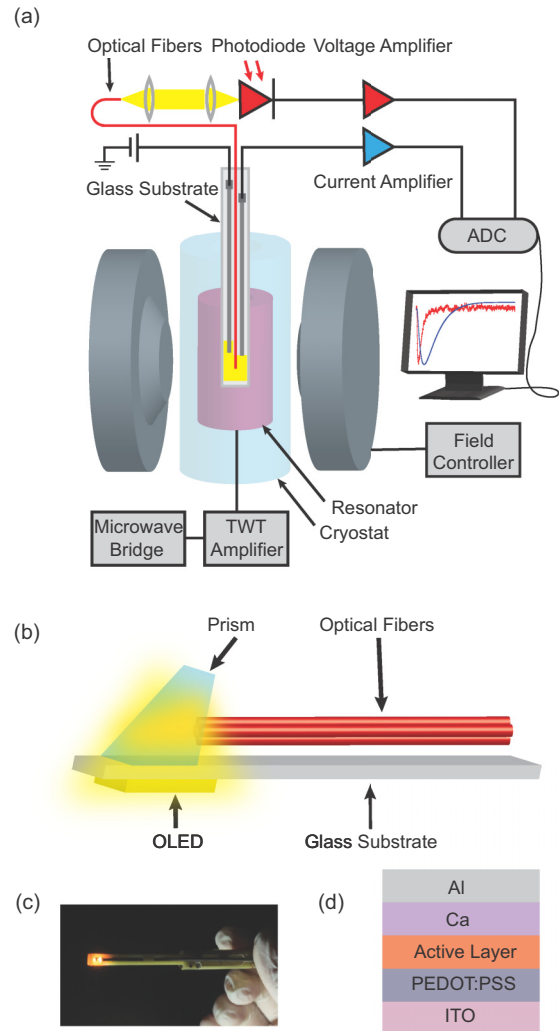 (a)
Optical Fibers Photodiode Voltage Amplifier
Glass Substrate
Current Amplifier
ADC
Field
Controller
Resonator
Cryostat
Microwave
Bridge
TWT
Amplifier
(b)
Prism
Optical Fibers
OLED
Glass Substrate
(c)
(d)
Al
Ca
Active Layer
PEDOT:PSS
ITO